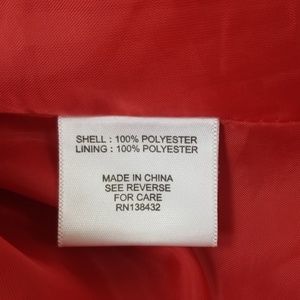 SHELL : 100% POLYESTER
LINING : 100% POLYESTER
MADE IN CHINA
SEE REVERSE
FOR CARE
RN138432